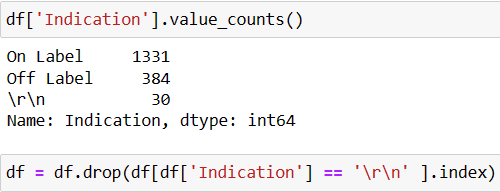 df['Indication'].value_counts()
On Label     1331
Off Label     384
\r\n           30
Name: Indication, dtype: int64
df = df.drop(df[df['Indication'] == '\r\n' ].index)